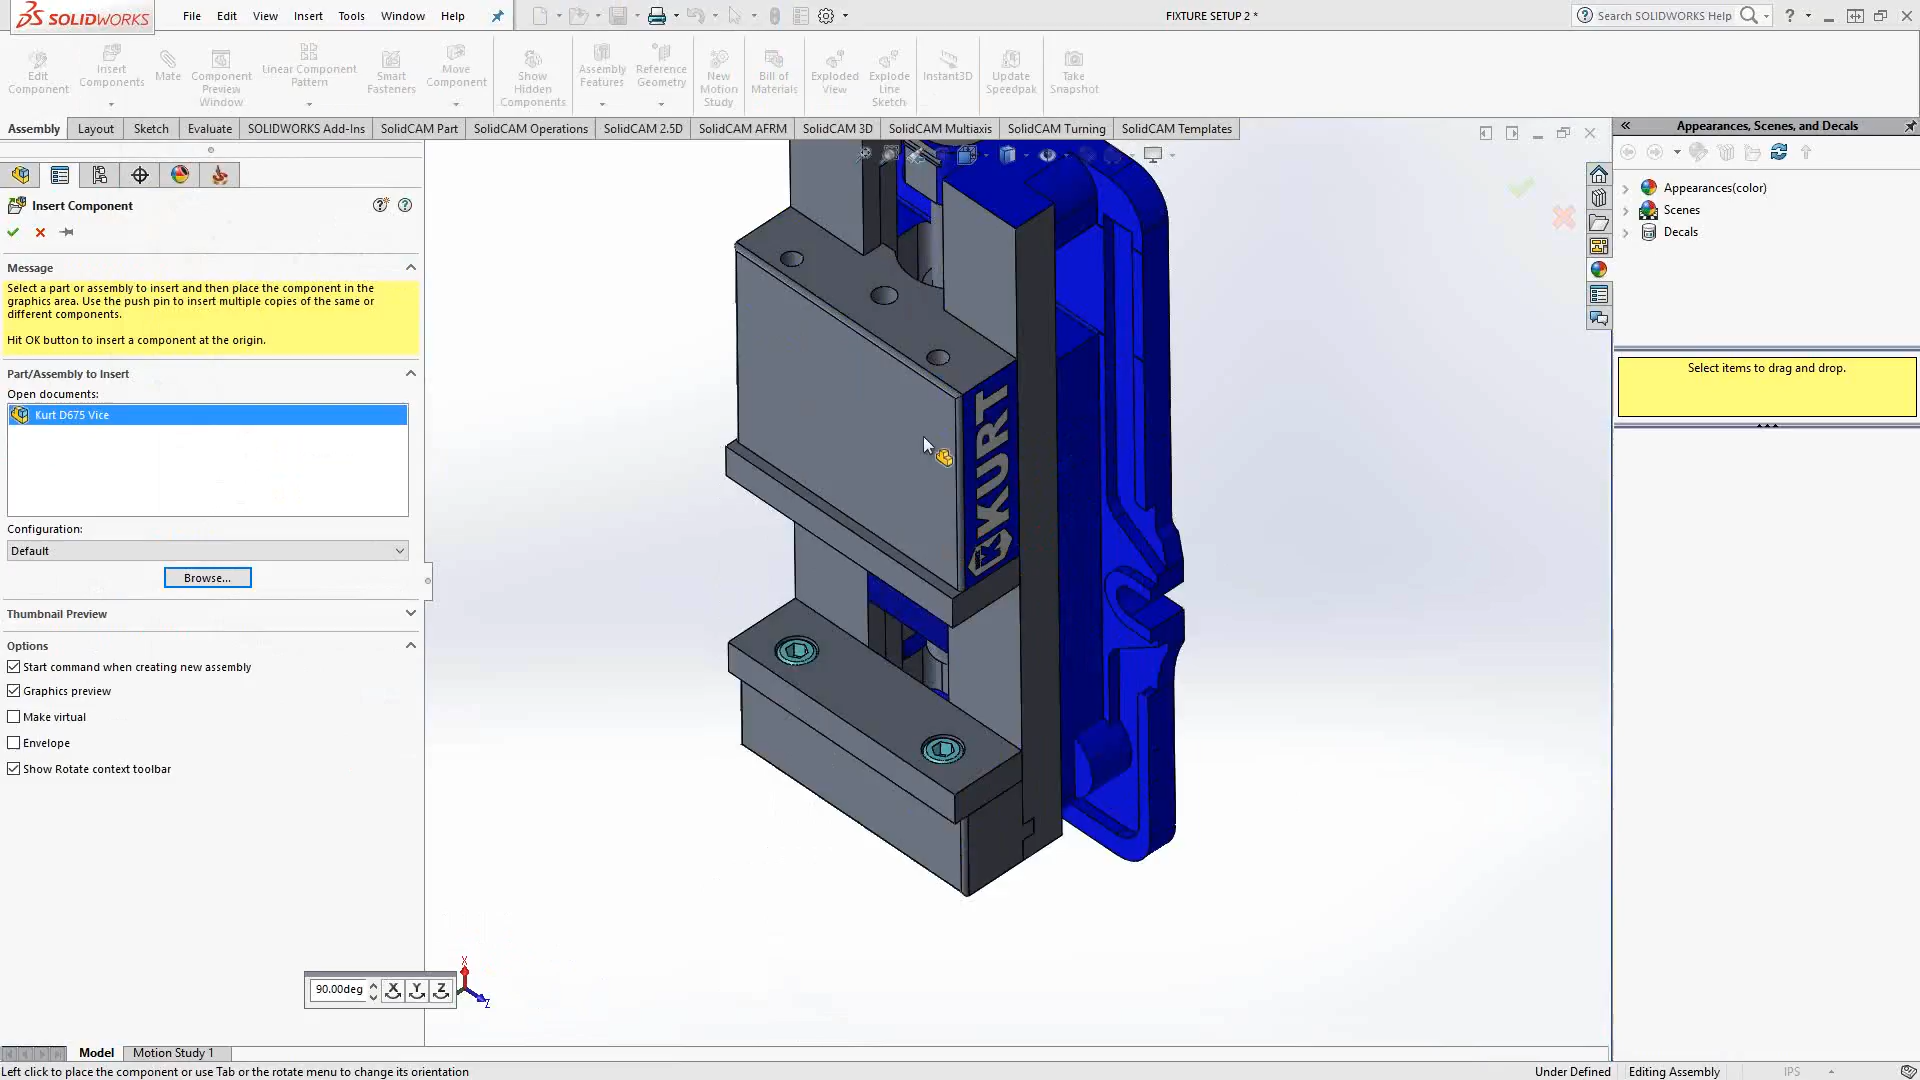 SOLIDWORKS
File Edit View Insert Tools Window Help
FIXTURE SETUP 2 *
Search SOLIDWORKS Help
?
Edit Component
Insert Components
Mate
Component Preview Window
Linear Component Pattern
Smart Fasteners
Move Component
Show Hidden Components
Assembly Features
Reference Geometry
New Motion Study
Bill of Materials
Exploded View
Explode Line Sketch
Instant3D
Update Speedpak
Take Snapshot
Assembly Layout Sketch Evaluate SOLIDWORKS Add-Ins SolidCAM Part SolidCAM Operations SolidCAM 2.5D SolidCAM AFRM SolidCAM 3D SolidCAM Multiaxis SolidCAM Turning SolidCAM Templates
Appearances, Scenes, and Decals
Appearances(color)
Scenes
Decals
Select items to drag and drop.
Insert Component
Message
Select a part or assembly to insert and then place the component in the
graphics area. Use the push pin to insert multiple copies of the same or
different components.
Hit OK button to insert a component at the origin.
Part/Assembly to Insert
Open documents:
Kurt D675 Vice
Configuration:
Default
Browse...
Thumbnail Preview
Options
Start command when creating new assembly
Graphics preview
Make virtual
Envelope
Show Rotate context toolbar
KURT
90.00deg X Y Z
X
Z
Model Motion Study 1
Left click to place the component or use Tab or the rotate menu to change its orientation
Under Defined Editing Assembly IPS